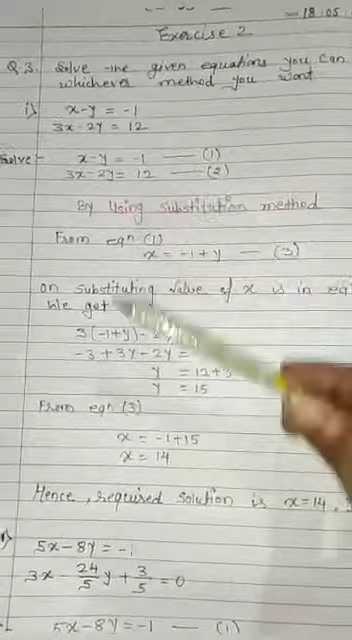 18.05
Exercise 2
Q.3. Solve the given equations you can
whichever method you want
i) x-y = -1
3x-2y = 12
Solve:- x-y = -1 — (1)
3x-2y = 12 — (2)
By Using substitution method
From eqn (1)
x = -1+y — (3)
on substituting value of x is in eq
We get
3(-1+y)-
-3+3y-2y =
y = 12+3
y = 15
From eqn (3)
x = -1+15
x = 14
Hence, required solution is x=14,
5x-8y = -1
3x - 24/5 y + 3/5 = 0
5x-8y = -1 — (1)